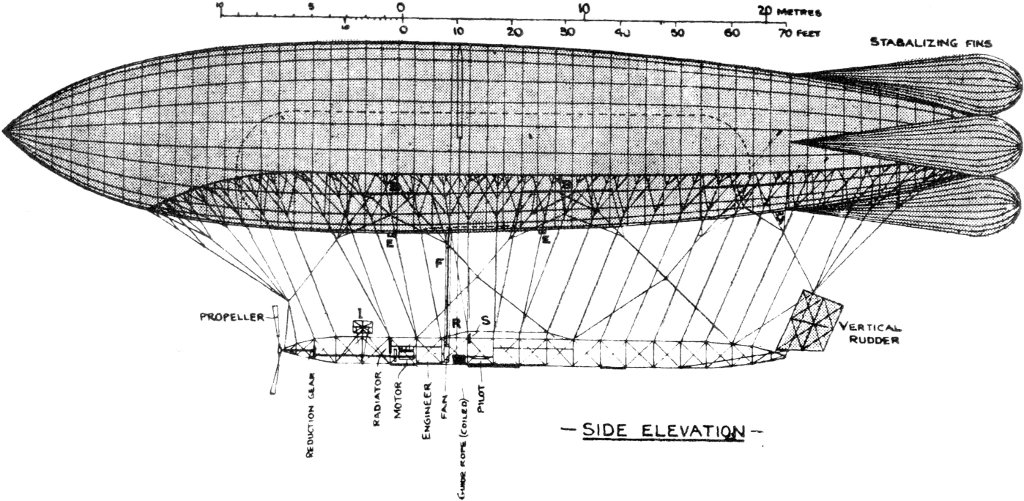 10 5 0 10 20 METRES
0 10 20 30 40 50 60 70 FEET
STABALIZING FINS
B B
E E
F
PROPELLER
I
R S
VERTICAL
RUDDER
REDUCTION GEAR
RADIATOR
MOTOR
ENGINEER
FAN
GUIDE ROPE (COILED)
PILOT
- SIDE ELEVATION -